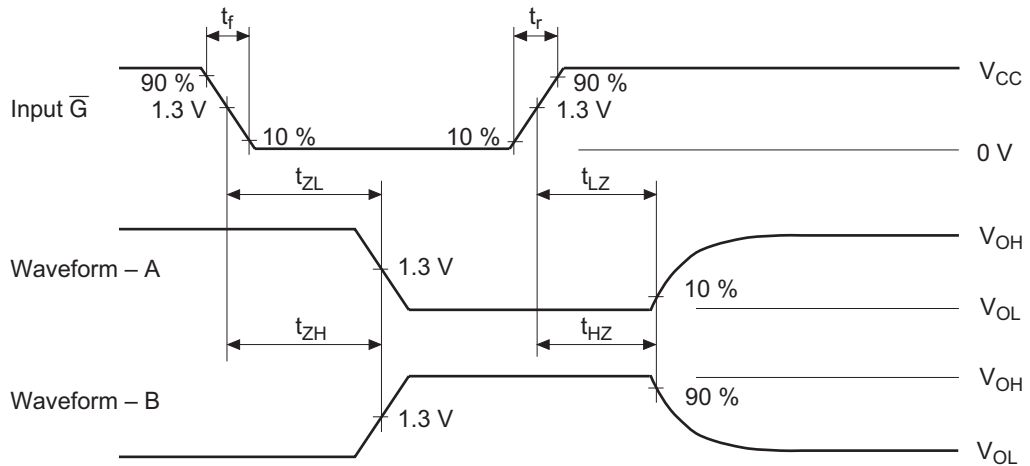 t_f
t_r
V_CC
90 %
90 %
Input G̅
1.3 V
1.3 V
10 %
10 %
0 V
t_ZL
t_LZ
V_OH
Waveform – A
1.3 V
10 %
V_OL
t_ZH
t_HZ
V_OH
90 %
Waveform – B
1.3 V
V_OL